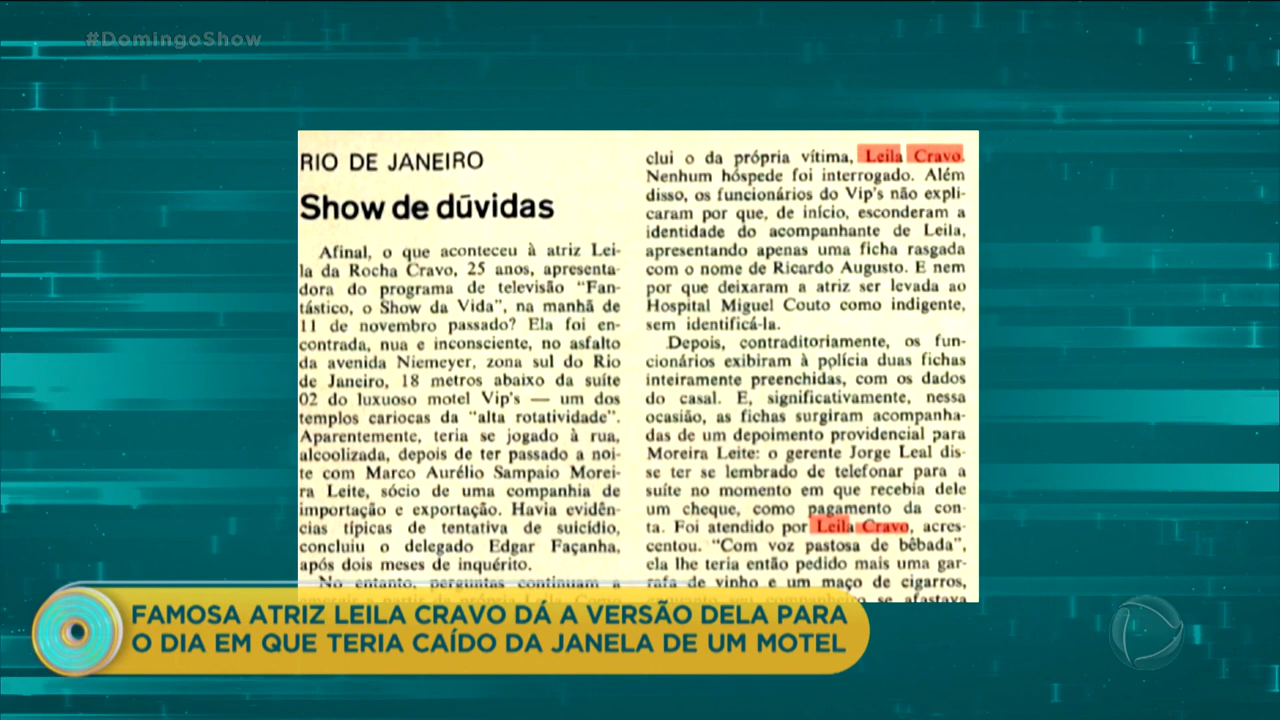 #DomingoShow
RIO DE JANEIRO
Show de dúvidas
Afinal, o que aconteceu à atriz Lei-
la da Rocha Cravo, 25 anos, apresenta-
dora do programa de televisão “Fan-
tástico, o Show da Vida”, na manhã de
11 de novembro passado? Ela foi en-
contrada, nua e inconsciente, no asfalto
da avenida Niemeyer, zona sul do Rio
de Janeiro, 18 metros abaixo da suíte
02 do luxuoso motel Vip's — um dos
templos cariocas da “alta rotatividade”.
Aparentemente, teria se jogado à rua,
alcoolizada, depois de ter passado a noi-
te com Marco Aurélio Sampaio Morei-
ra Leite, sócio de uma companhia de
importação e exportação. Havia evidên-
cias típicas de tentativa de suicídio,
concluiu o delegado Edgar Façanha,
após dois meses de inquérito.
No entanto, perguntas continuam a
clui o da própria vítima, Leila Cravo.
Nenhum hóspede foi interrogado. Além
disso, os funcionários do Vip's não expli-
caram por que, de início, esconderam a
identidade do acompanhante de Leila,
apresentando apenas uma ficha rasgada
com o nome de Ricardo Augusto. E nem
por que deixaram a atriz ser levada ao
Hospital Miguel Couto como indigente,
sem identificá-la.
Depois, contraditoriamente, os fun-
cionários exibiram à polícia duas fichas
inteiramente preenchidas, com os dados
do casal. E, significativamente, nessa
ocasião, as fichas surgiram acompanha-
das de um depoimento providencial para
Moreira Leite: o gerente Jorge Leal dis-
se ter se lembrado de telefonar para a
suíte no momento em que recebia dele
um cheque, como pagamento da con-
ta. Foi atendido por Leila Cravo, acres-
centou. “Com voz pastosa de bêbada”,
ela lhe teria então pedido mais uma gar-
rafa de vinho e um maço de cigarros,
enquanto seu companheiro se afastava
FAMOSA ATRIZ LEILA CRAVO DÁ A VERSÃO DELA PARA
O DIA EM QUE TERIA CAÍDO DA JANELA DE UM MOTEL